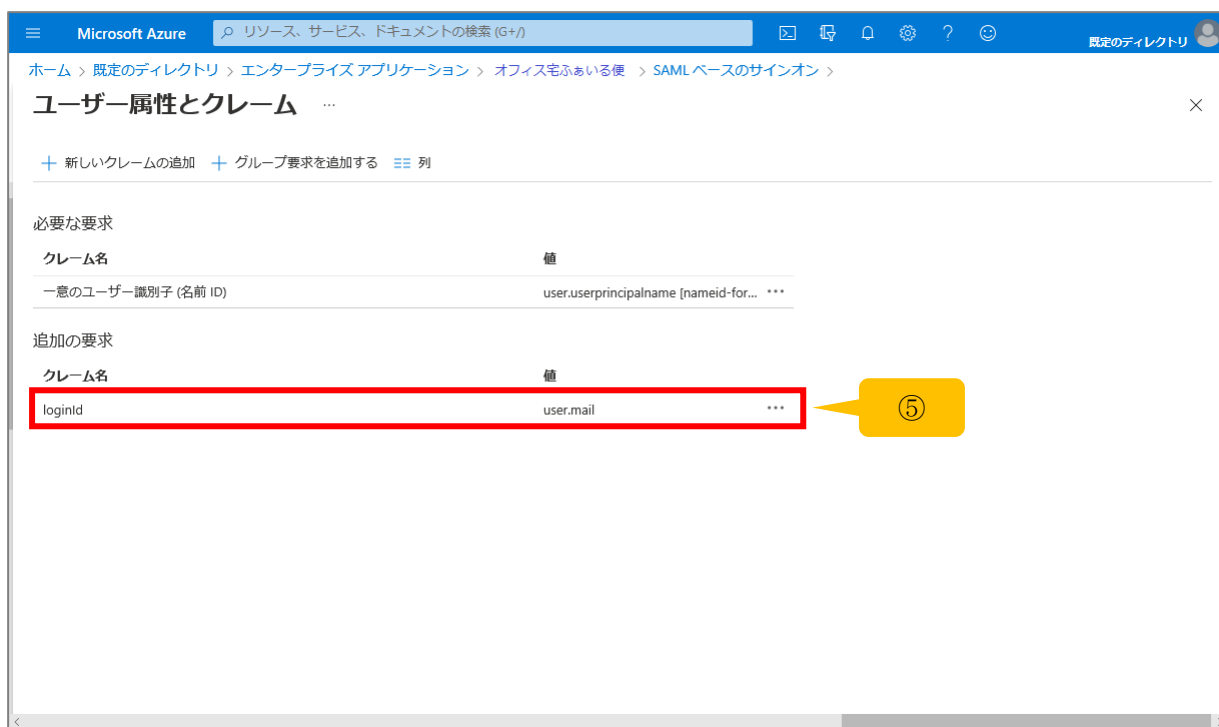 Microsoft Azure
リソース、サービス、ドキュメントの検索 (G+/)
既定のディレクトリ
ホーム > 既定のディレクトリ > エンタープライズ アプリケーション > オフィス宅ふぁいる便 > SAML ベースのサインオン >
ユーザー属性とクレーム …
+ 新しいクレームの追加 + グループ要求を追加する 列
必要な要求
クレーム名 値
一意のユーザー識別子 (名前 ID) user.userprincipalname [nameid-for... •••
追加の要求
クレーム名 値
loginId user.mail •••
⑤